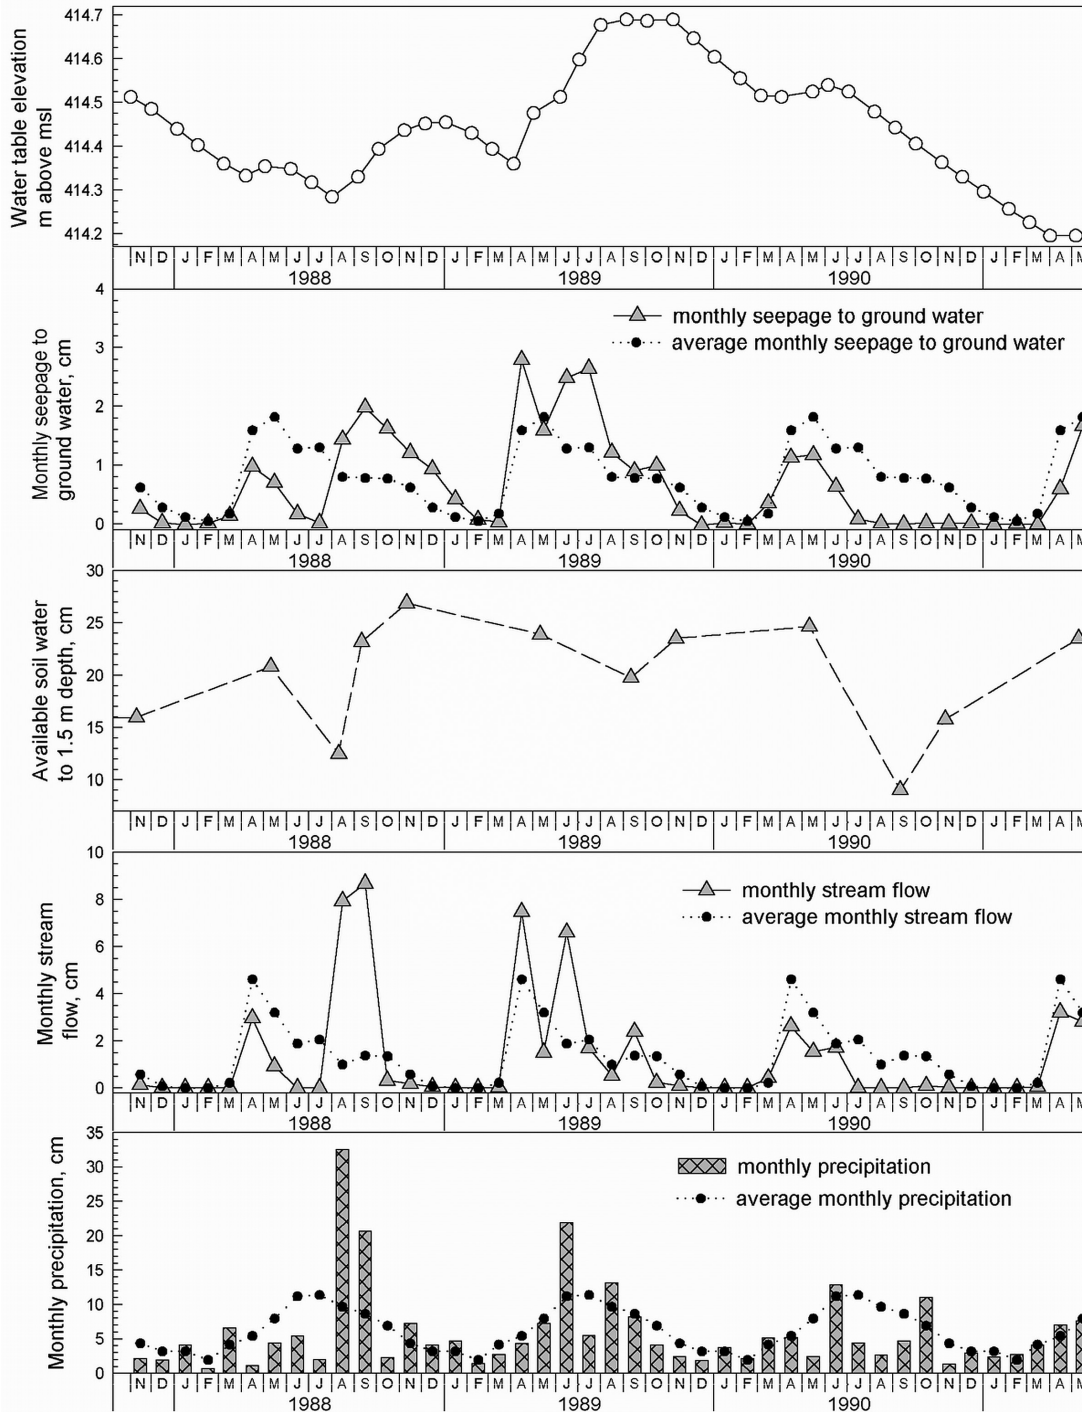 Water table elevation
m above msl
414.7
414.6
414.5
414.4
414.3
414.2
N D J F M A M J J A S O N D J F M A M J J A S O N D J F M A M J J A S O N D J F M A M
1988 1989 1990
Monthly seepage to
ground water, cm
4
3
2
1
0
monthly seepage to ground water
average monthly seepage to ground water
N D J F M A M J J A S O N D J F M A M J J A S O N D J F M A M J J A S O N D J F M A M
1988 1989 1990
Available soil water
to 1.5 m depth, cm
30
25
20
15
10
N D J F M A M J J A S O N D J F M A M J J A S O N D J F M A M J J A S O N D J F M A M
1988 1989 1990
Monthly stream
flow, cm
10
8
6
4
2
0
monthly stream flow
average monthly stream flow
N D J F M A M J J A S O N D J F M A M J J A S O N D J F M A M J J A S O N D J F M A M
1988 1989 1990
Monthly precipitation, cm
35
30
25
20
15
10
5
0
monthly precipitation
average monthly precipitation
N D J F M A M J J A S O N D J F M A M J J A S O N D J F M A M J J A S O N D J F M A M
1988 1989 1990